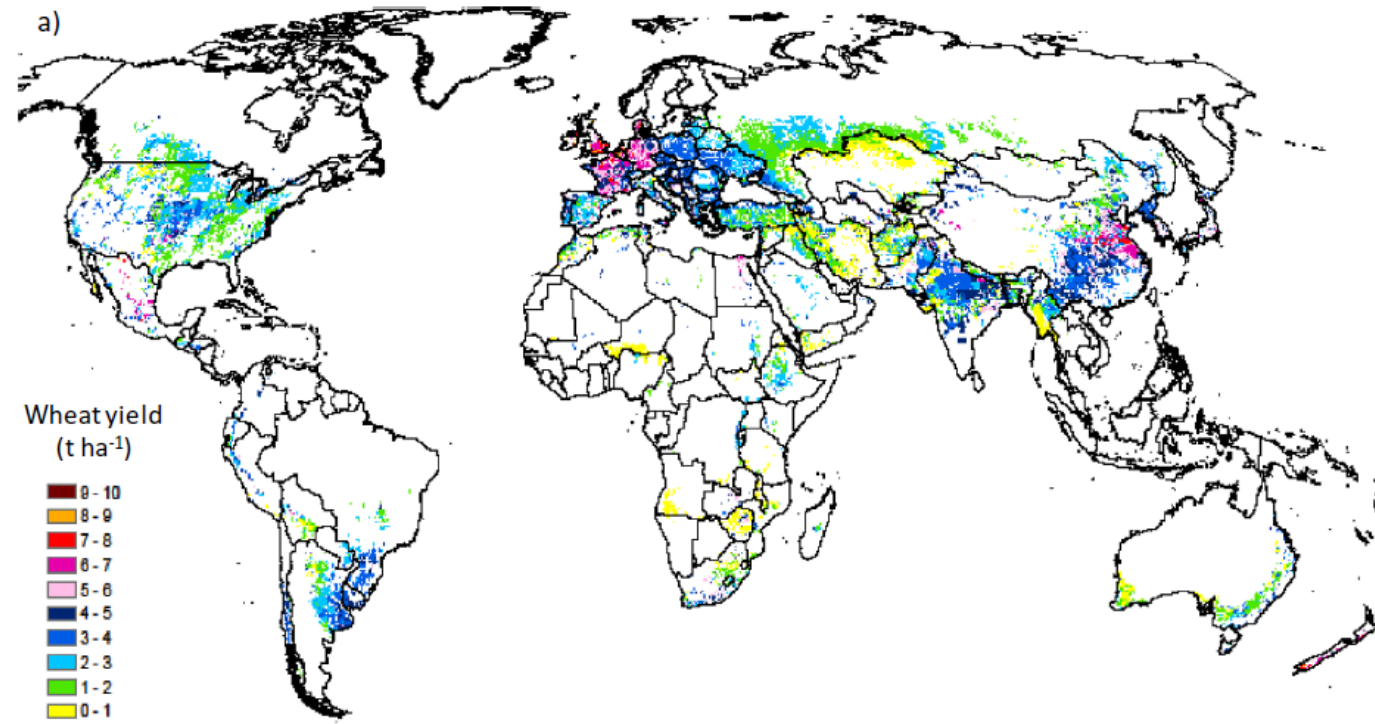 a)
Wheat yield
(t ha⁻¹)
9 - 10
8 - 9
7 - 8
6 - 7
5 - 6
4 - 5
3 - 4
2 - 3
1 - 2
0 - 1